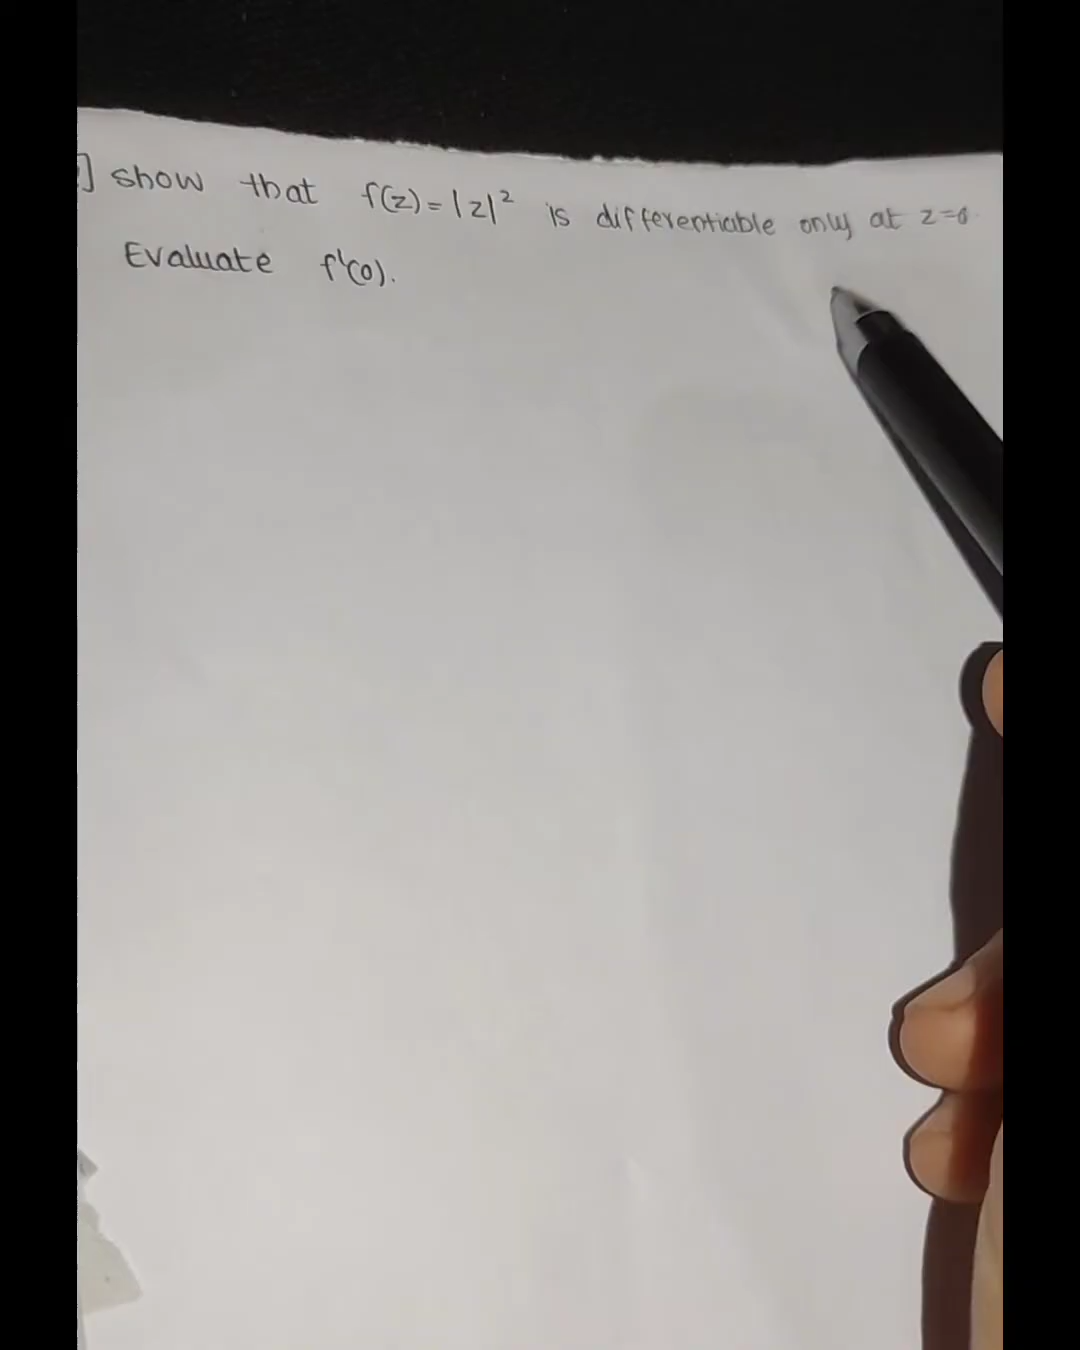 ] show that f(z) = |z|² is differentiable only at z=0.
Evaluate f'(0).